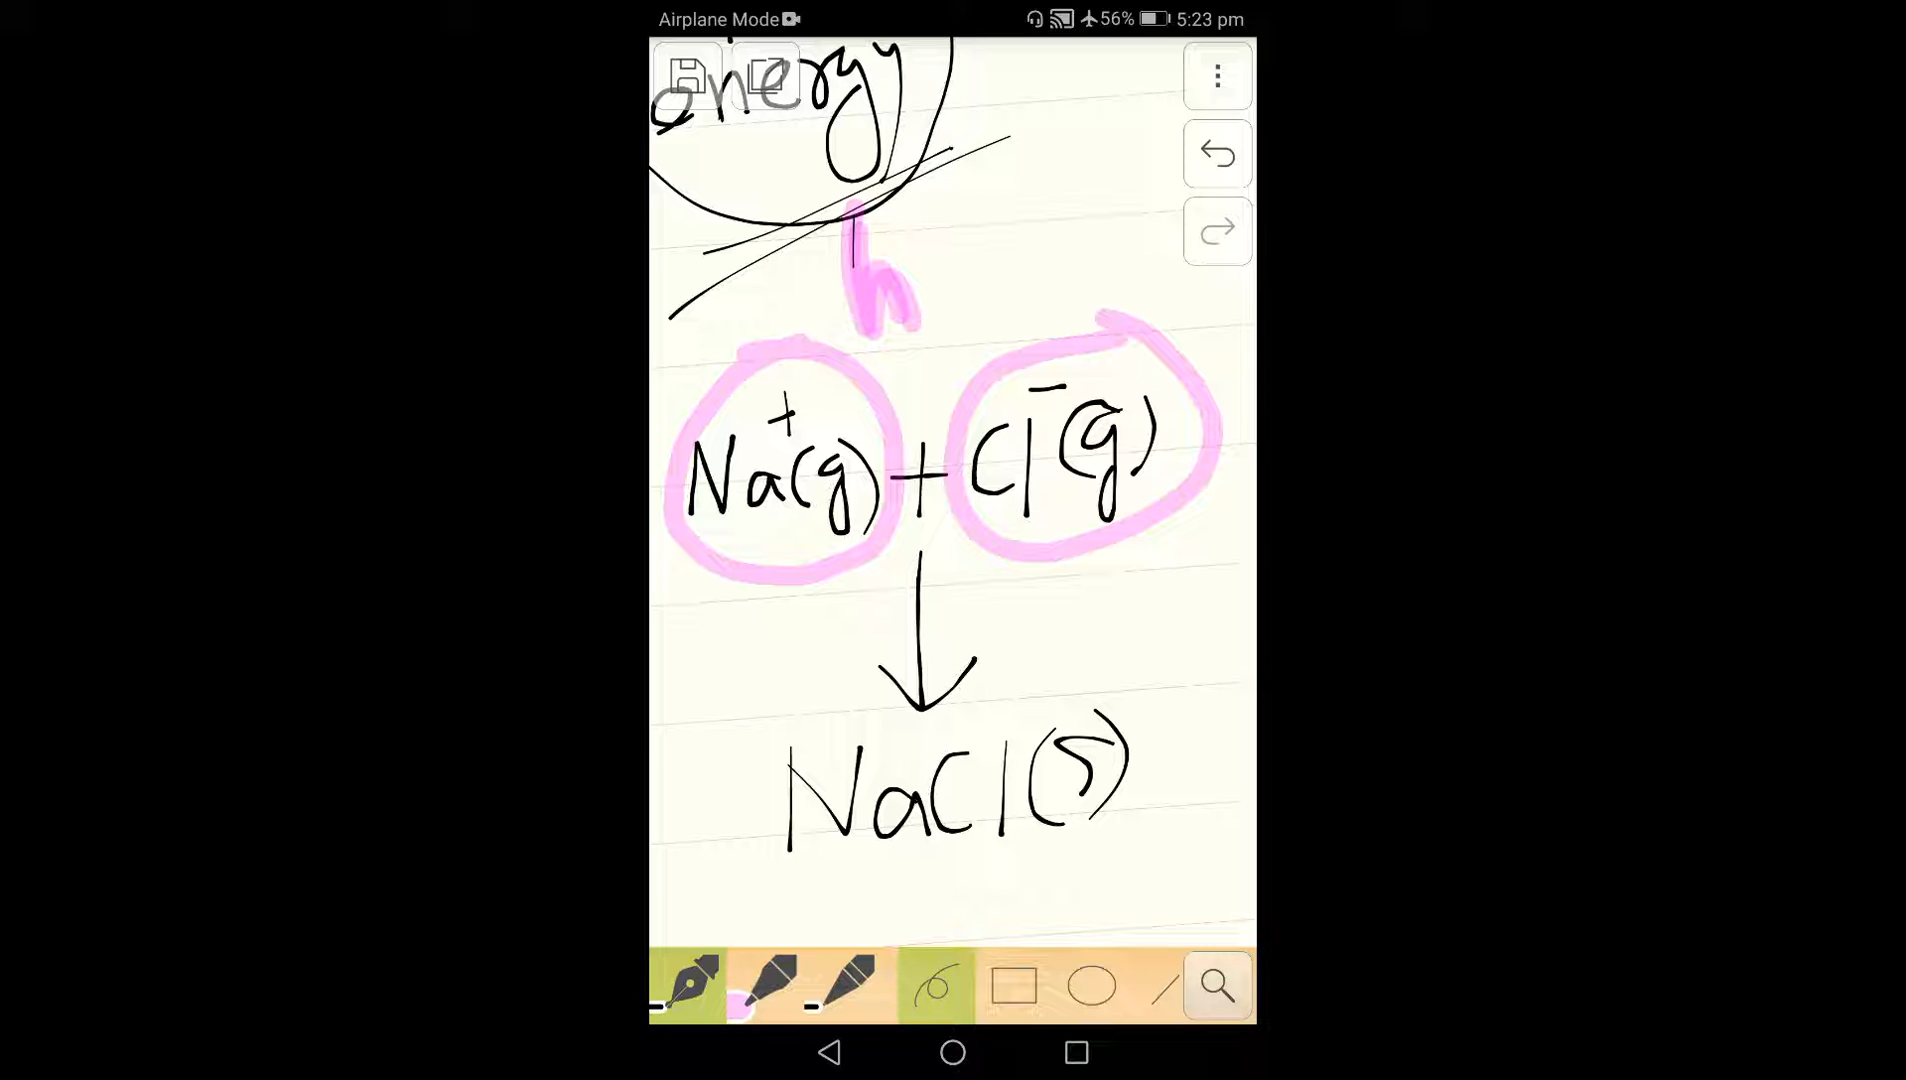 Airplane Mode 56% 5:23 pm
energy
h
Na⁺(g) + Cl⁻(g)
NaCl(s)